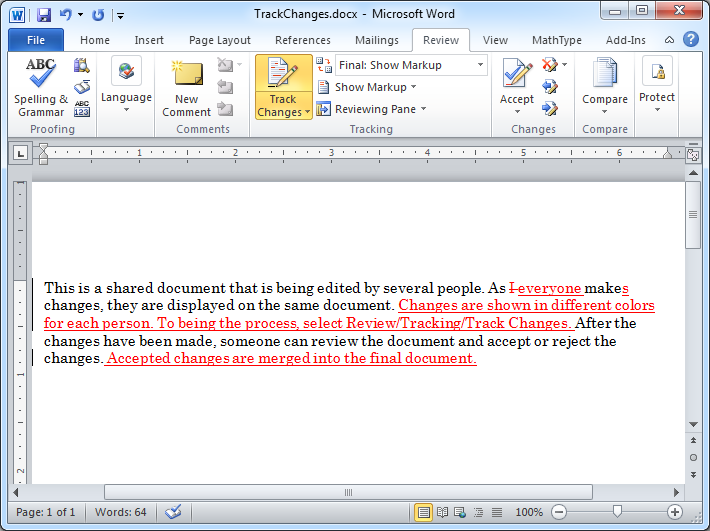 TrackChanges.docx - Microsoft Word
File Home Insert Page Layout References Mailings Review View MathType Add-Ins
ABC
Spelling & Grammar
ABC
123
Proofing
Language
New Comment
Comments
Track Changes
Final: Show Markup
Show Markup
Reviewing Pane
Tracking
Accept
Changes
Compare
Compare
Protect
L
1 2 3 4 5 6
This is a shared document that is being edited by several people. As I everyone makes
changes, they are displayed on the same document. Changes are shown in different colors
for each person. To being the process, select Review/Tracking/Track Changes. After the
changes have been made, someone can review the document and accept or reject the
changes. Accepted changes are merged into the final document.
1
2
Page: 1 of 1 Words: 64 100%